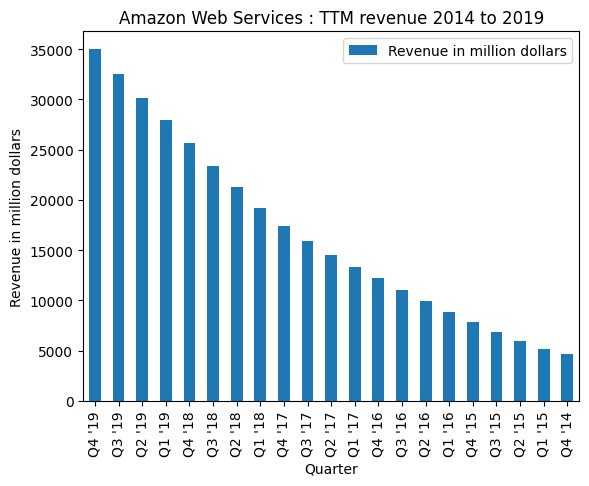 Amazon Web Services : TTM revenue 2014 to 2019
Revenue in million dollars
Revenue in million dollars
35000
30000
25000
20000
15000
10000
5000
0
Q4 '19
Q3 '19
Q2 '19
Q1 '19
Q4 '18
Q3 '18
Q2 '18
Q1 '18
Q4 '17
Q3 '17
Q2 '17
Q1 '17
Q4 '16
Q3 '16
Q2 '16
Q1 '16
Q4 '15
Q3 '15
Q2 '15
Q1 '15
Q4 '14
Quarter